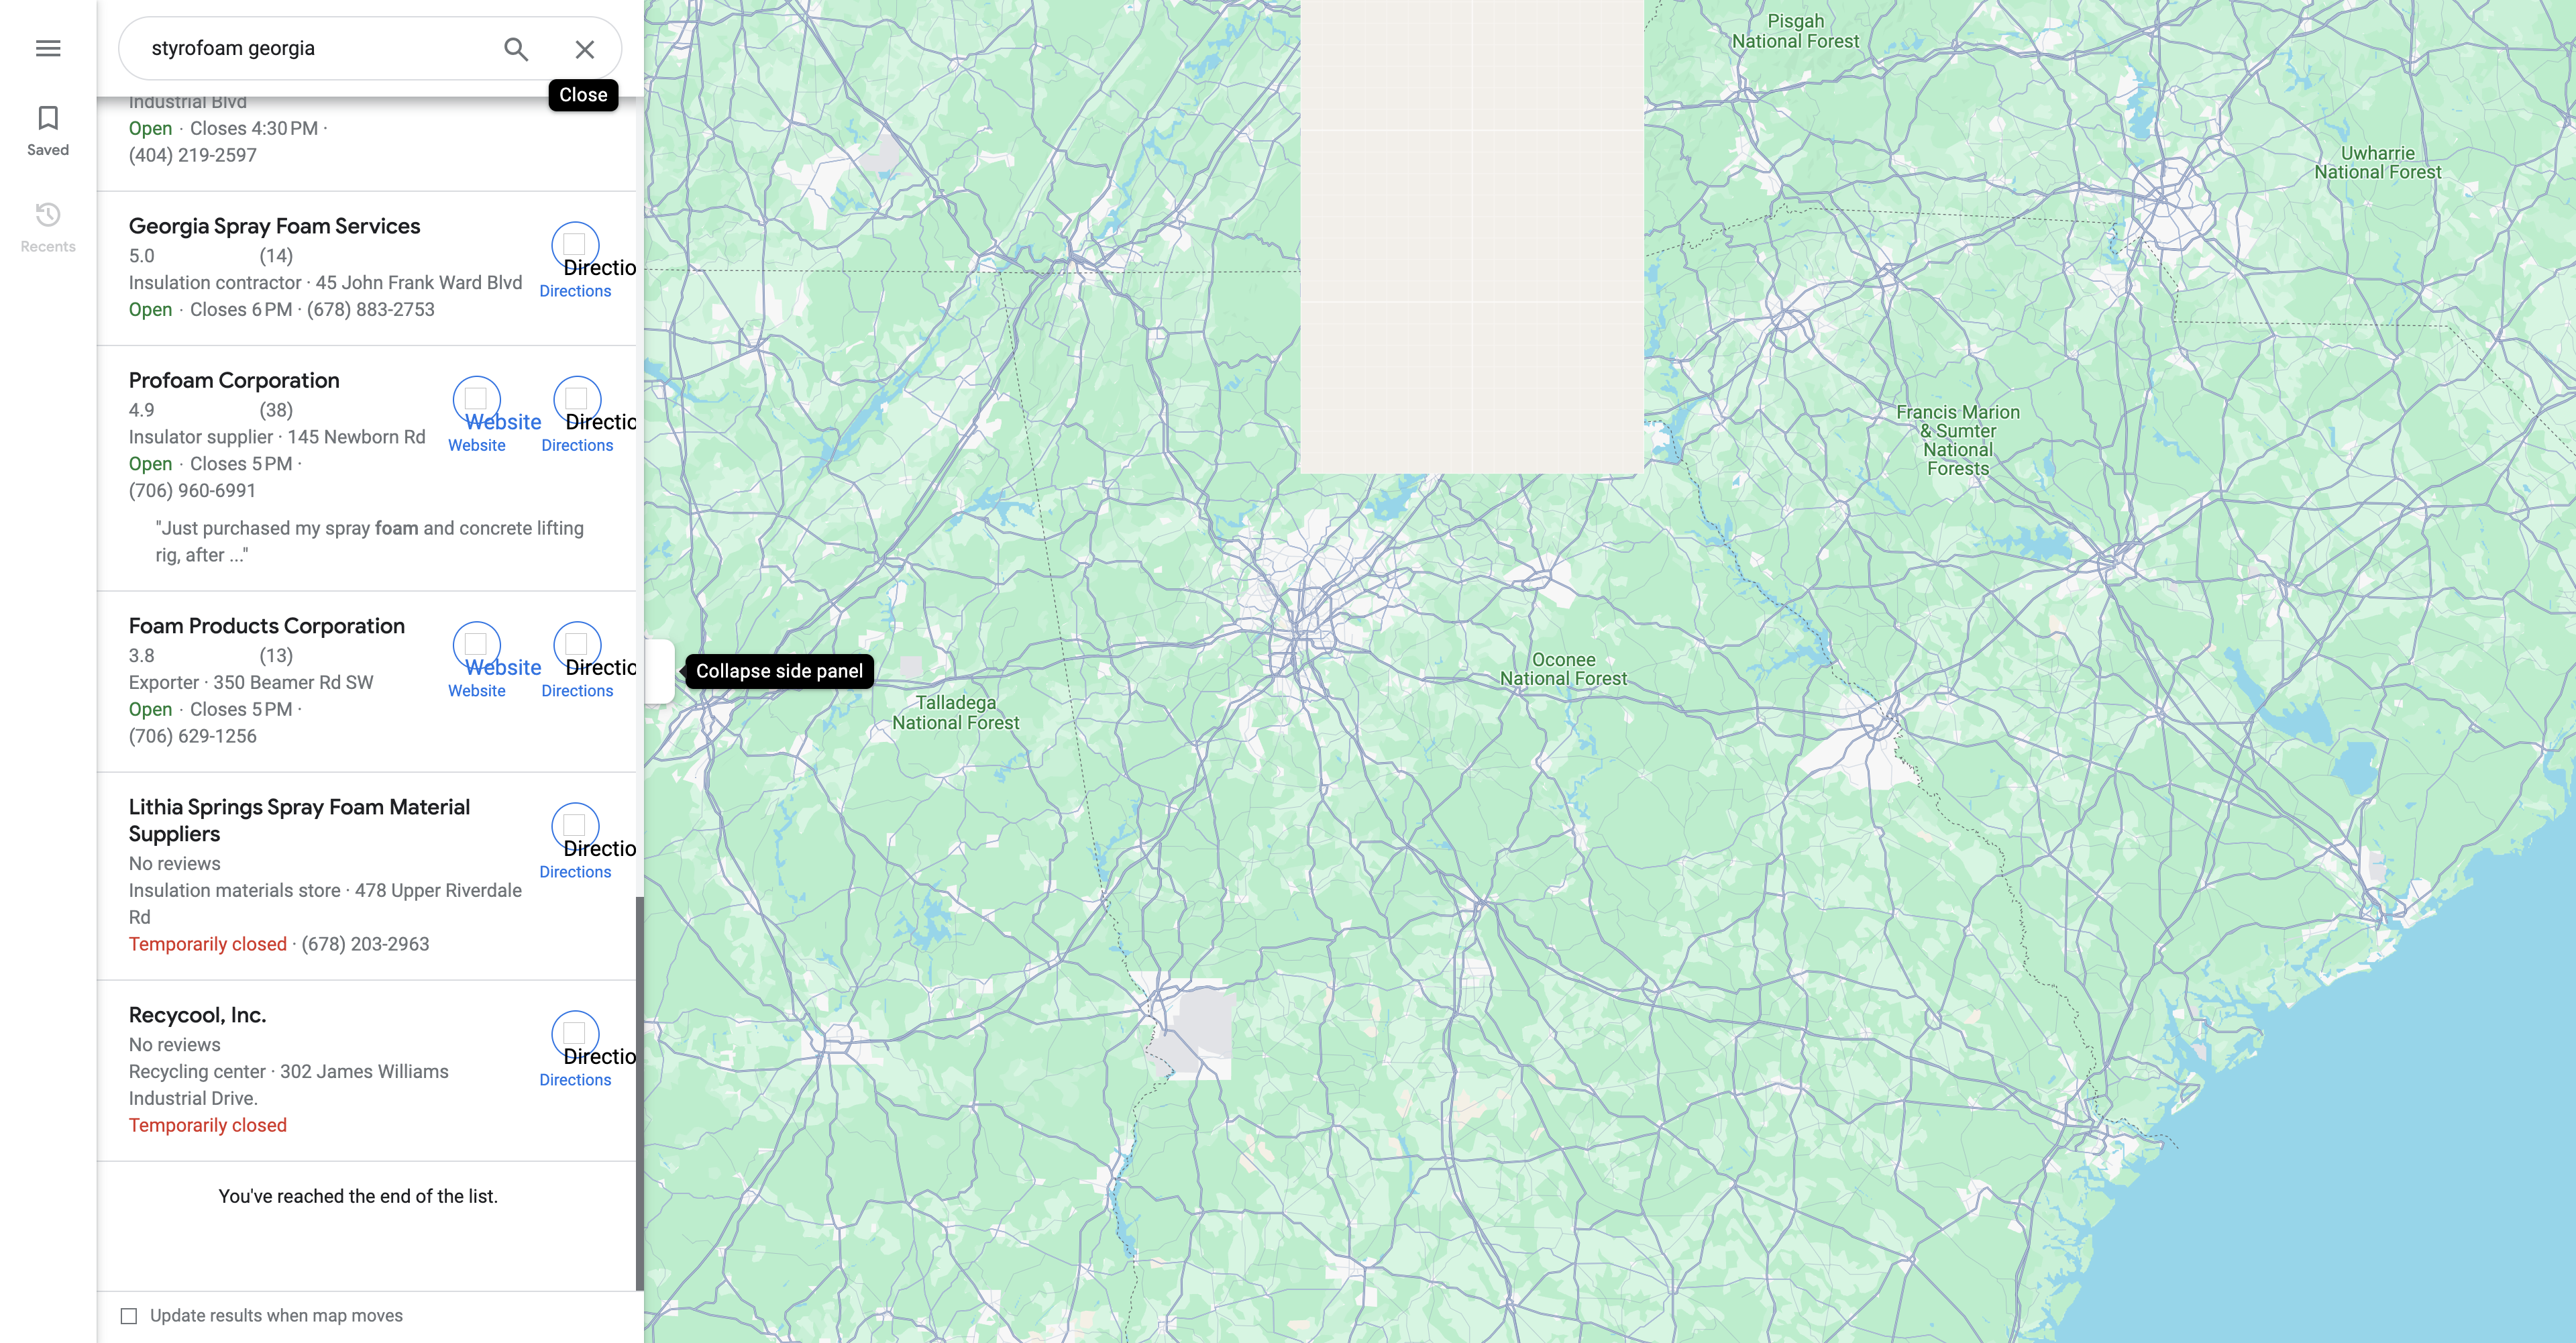 styrofoam georgia
Close
Saved
Recents
Industrial Blvd
Open · Closes 4:30 PM ·
(404) 219-2597
Georgia Spray Foam Services
5.0 (14)
Insulation contractor · 45 John Frank Ward Blvd
Open · Closes 6 PM · (678) 883-2753
Directio
Directions
Profoam Corporation
4.9 (38)
Insulator supplier · 145 Newborn Rd
Open · Closes 5 PM ·
(706) 960-6991
Website Directio
Website Directions
"Just purchased my spray foam and concrete lifting
rig, after ..."
Foam Products Corporation
3.8 (13)
Exporter · 350 Beamer Rd SW
Open · Closes 5 PM ·
(706) 629-1256
Website Directio
Website Directions
Lithia Springs Spray Foam Material
Suppliers
No reviews
Insulation materials store · 478 Upper Riverdale
Rd
Temporarily closed · (678) 203-2963
Directio
Directions
Recycool, Inc.
No reviews
Recycling center · 302 James Williams
Industrial Drive.
Temporarily closed
Directio
Directions
You've reached the end of the list.
Update results when map moves
Collapse side panel
Pisgah
National Forest
Uwharrie
National Forest
Francis Marion
& Sumter
National
Forests
Oconee
National Forest
Talladega
National Forest